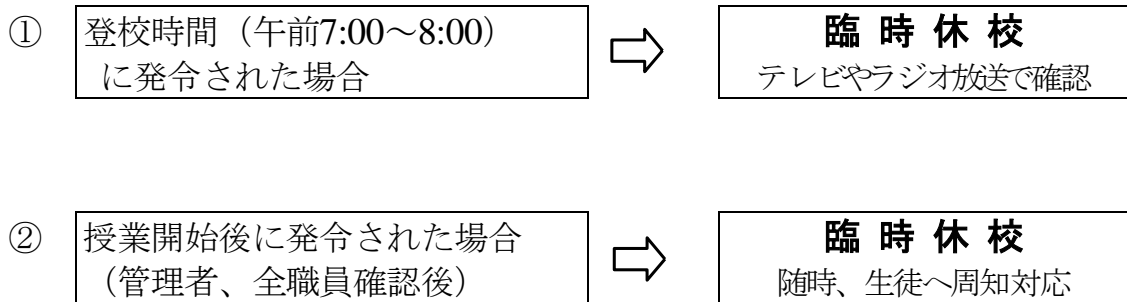 ① 登校時間（午前7:00～8:00）
に発令された場合
臨 時 休 校
テレビやラジオ放送で確認
② 授業開始後に発令された場合
（管理者、全職員確認後）
臨 時 休 校
随時、生徒へ周知対応